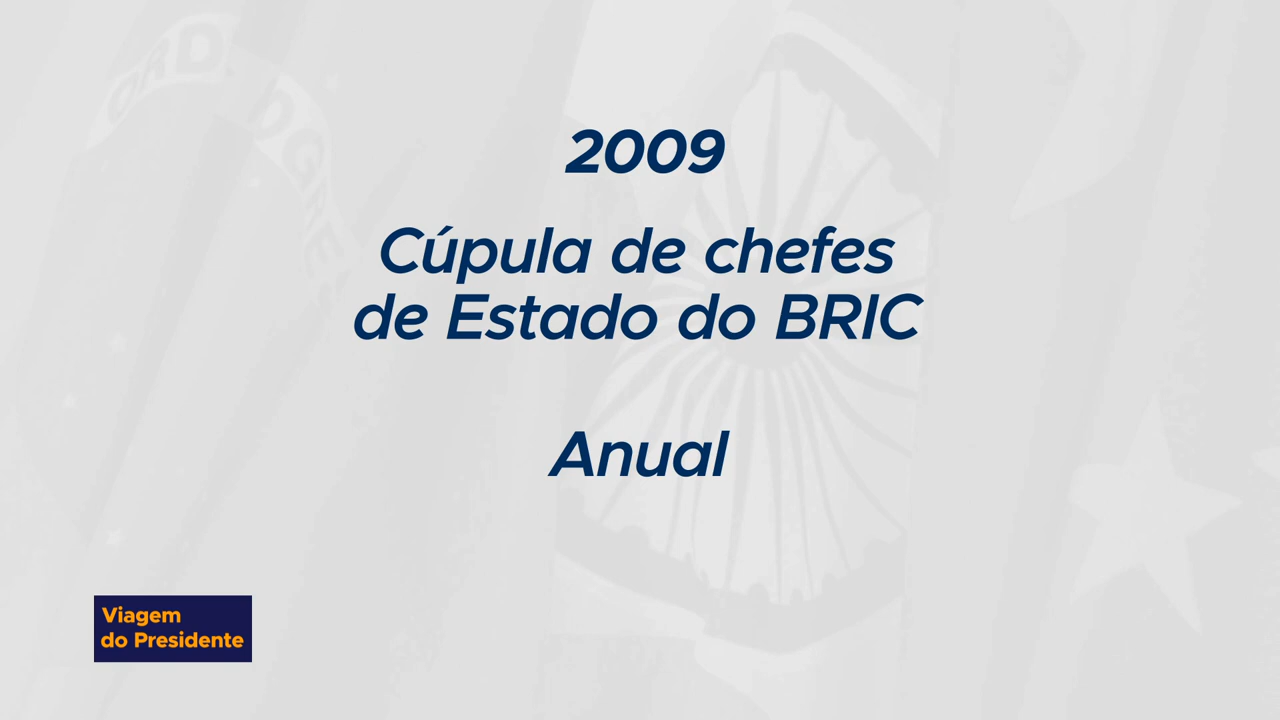 2009
Cúpula de chefes
de Estado do BRIC
Anual
Viagem
do Presidente